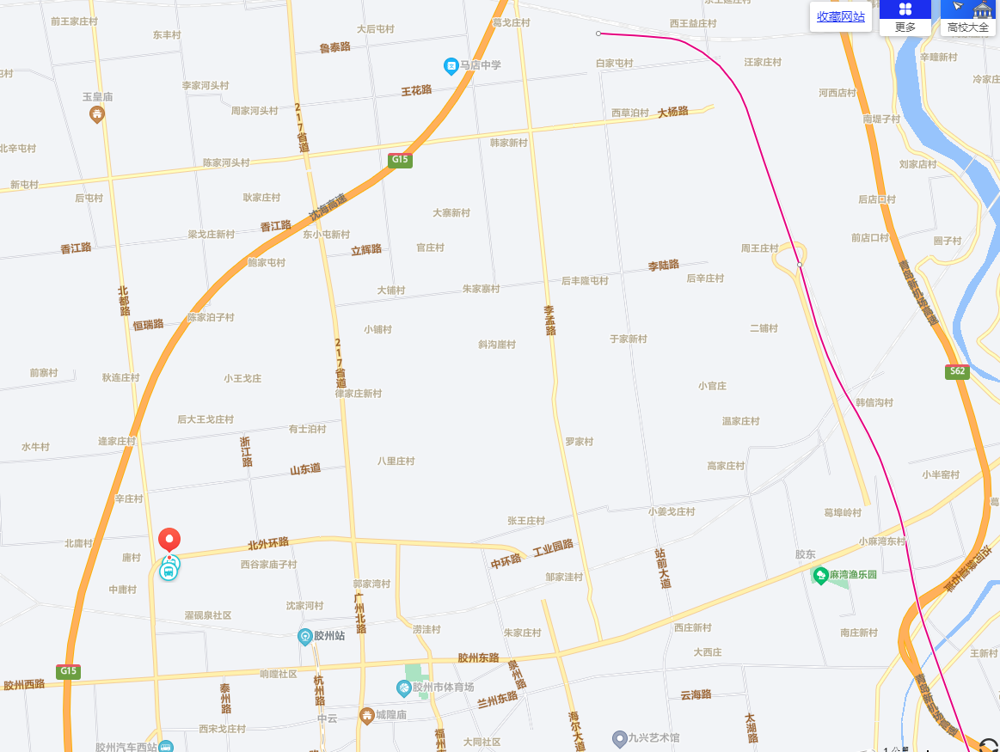 前王家庄村
东丰村
大后屯村
葛戈庄村
西王益庄村
收藏网站
更多
高校大全
鲁泰路
马店中学
白家屯村
汪家庄村
辛疃新村
冷家庄
李家河头村
王花路
河西店村
玉皇庙
周家河头村
217省道
西草泊村
大杨路
南堤子村
韩家新村
北辛屯村
陈家河头村
G15
刘家店村
新屯村
后屯村
耿家庄村
沈海高速
大寨新村
后店口村
香江路
梁戈庄新村
东小屯新村
前店口村
圈子村
香江路
立辉路
官庄村
周王庄村
鲍家屯村
李陆路
后辛庄村
青岛新机场高速
北都路
大铺村
朱家寨村
后丰隆屯村
恒瑞路
陈家泊子村
小铺村
李孟路
二铺村
斜沟崖村
于家新村
217省道
前寨村
秋连庄村
小王戈庄
S62
律家庄新村
小官庄
韩信沟村
后大王戈庄村
有士泊村
温家庄村
水牛村
逄家庄村
浙江路
罗家村
山东道
八里庄村
高家庄村
小半窑村
辛庄村
小姜戈庄村
葛埠岭村
张王庄村
北庸村
北外环路
工业园路
小麻湾东村
庸村
西谷家庙子村
中环路
站前大道
胶东
沽河绿道右岸
麻湾渔乐园
邹家洼村
中庸村
郭家湾村
沈家河村
广州北路
濯砚泉社区
涝洼村
朱家庄村
西庄新村
南庄新村
胶州站
大西庄
王新村
胶州东路
G15
响嘡社区
泉州路
胶州西路
杭州路
胶州市体育场
泰州路
兰州东路
云海路
青岛新机场高速
中云
城隍庙
海尔大道
太湖路
西宋戈庄村
福州
大同社区
九兴艺术馆
胶州汽车西站
1 公里